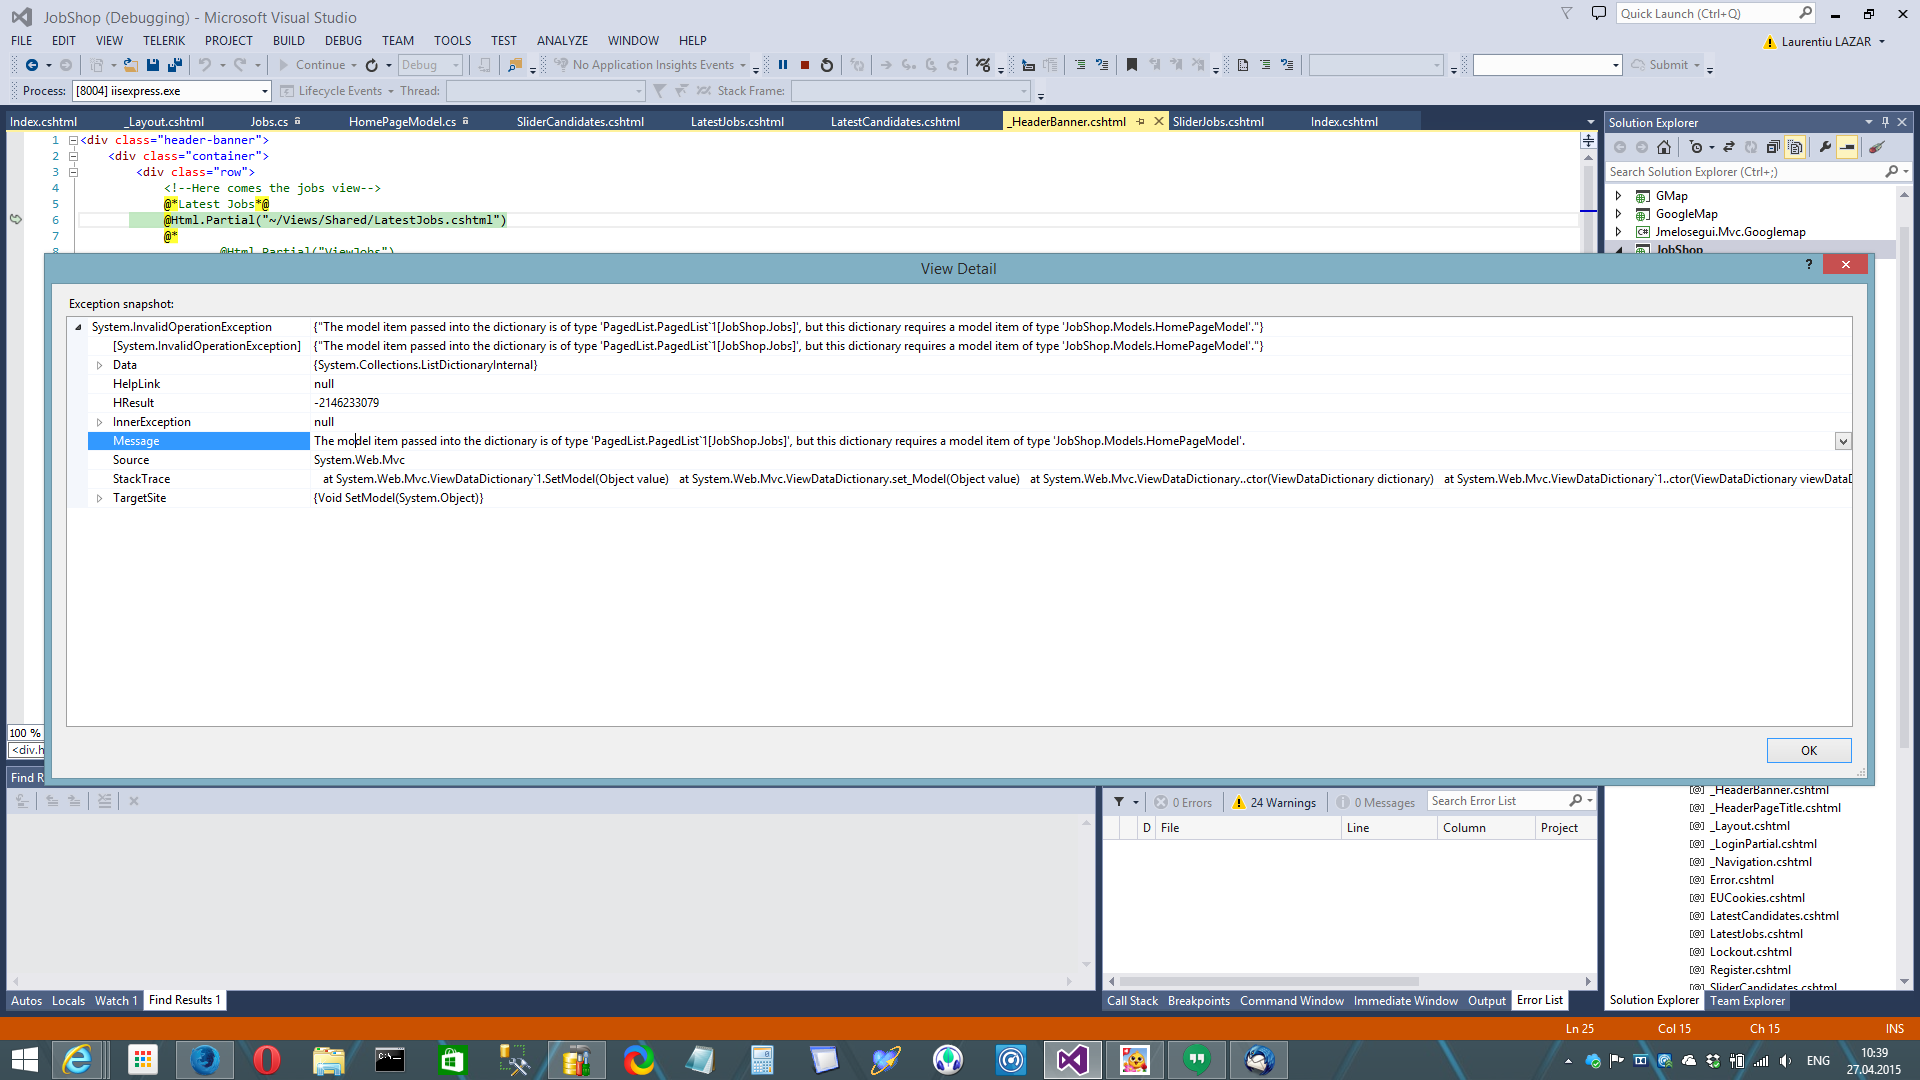 JobShop (Debugging) - Microsoft Visual Studio
Quick Launch (Ctrl+Q)
FILE EDIT VIEW TELERIK PROJECT BUILD DEBUG TEAM TOOLS TEST ANALYZE WINDOW HELP
Laurentiu LAZAR
Continue Debug No Application Insights Events Submit
Process: [8004] iisexpress.exe Lifecycle Events Thread: Stack Frame:
Index.cshtml _Layout.cshtml Jobs.cs HomePageModel.cs SliderCandidates.cshtml LatestJobs.cshtml LatestCandidates.cshtml _HeaderBanner.cshtml SliderJobs.cshtml Index.cshtml
1 <div class="header-banner">
2 <div class="container">
3 <div class="row">
4 <!--Here comes the jobs view-->
5 @*Latest Jobs*@
6 @Html.Partial("~/Views/Shared/LatestJobs.cshtml")
7 @*
8 @Html.Partial("ViewJobs")
Solution Explorer
Search Solution Explorer (Ctrl+;)
GMap
GoogleMap
Jmelosegui.Mvc.Googlemap
JobShop
View Detail
?
Exception snapshot:
System.InvalidOperationException {"The model item passed into the dictionary is of type 'PagedList.PagedList`1[JobShop.Jobs]', but this dictionary requires a model item of type 'JobShop.Models.HomePageModel'."}
[System.InvalidOperationException] {"The model item passed into the dictionary is of type 'PagedList.PagedList`1[JobShop.Jobs]', but this dictionary requires a model item of type 'JobShop.Models.HomePageModel'."}
Data {System.Collections.ListDictionaryInternal}
HelpLink null
HResult -2146233079
InnerException null
Message The model item passed into the dictionary is of type 'PagedList.PagedList`1[JobShop.Jobs]', but this dictionary requires a model item of type 'JobShop.Models.HomePageModel'.
Source System.Web.Mvc
StackTrace at System.Web.Mvc.ViewDataDictionary`1.SetModel(Object value) at System.Web.Mvc.ViewDataDictionary.set_Model(Object value) at System.Web.Mvc.ViewDataDictionary..ctor(ViewDataDictionary dictionary) at System.Web.Mvc.ViewDataDictionary`1..ctor(ViewDataDictionary viewDataD
TargetSite {Void SetModel(System.Object)}
OK
100 %
<div.h
Find R
0 Errors 24 Warnings 0 Messages Search Error List
D File Line Column Project
_HeaderBanner.cshtml
_HeaderPageTitle.cshtml
_Layout.cshtml
_LoginPartial.cshtml
_Navigation.cshtml
Error.cshtml
EUCookies.cshtml
LatestCandidates.cshtml
LatestJobs.cshtml
Lockout.cshtml
Register.cshtml
SliderCandidates.cshtml
Autos Locals Watch 1 Find Results 1
Call Stack Breakpoints Command Window Immediate Window Output Error List
Solution Explorer Team Explorer
Ln 25 Col 15 Ch 15 INS
ENG
10:39
27.04.2015